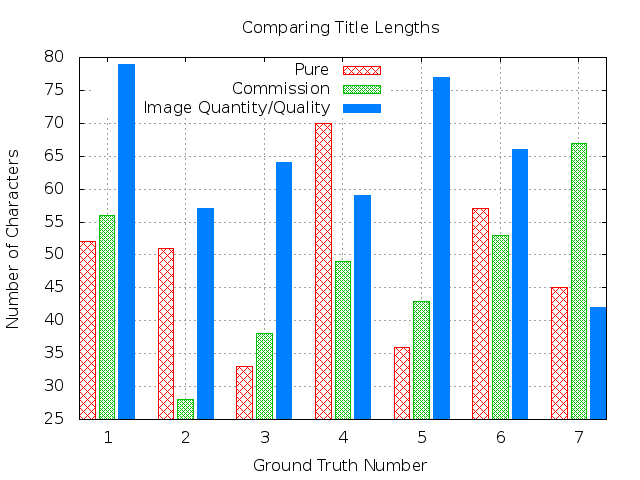 Comparing Title Lengths
Pure
Commission
Image Quantity/Quality
Number of Characters
80
75
70
65
60
55
50
45
40
35
30
25
1 2 3 4 5 6 7
Ground Truth Number